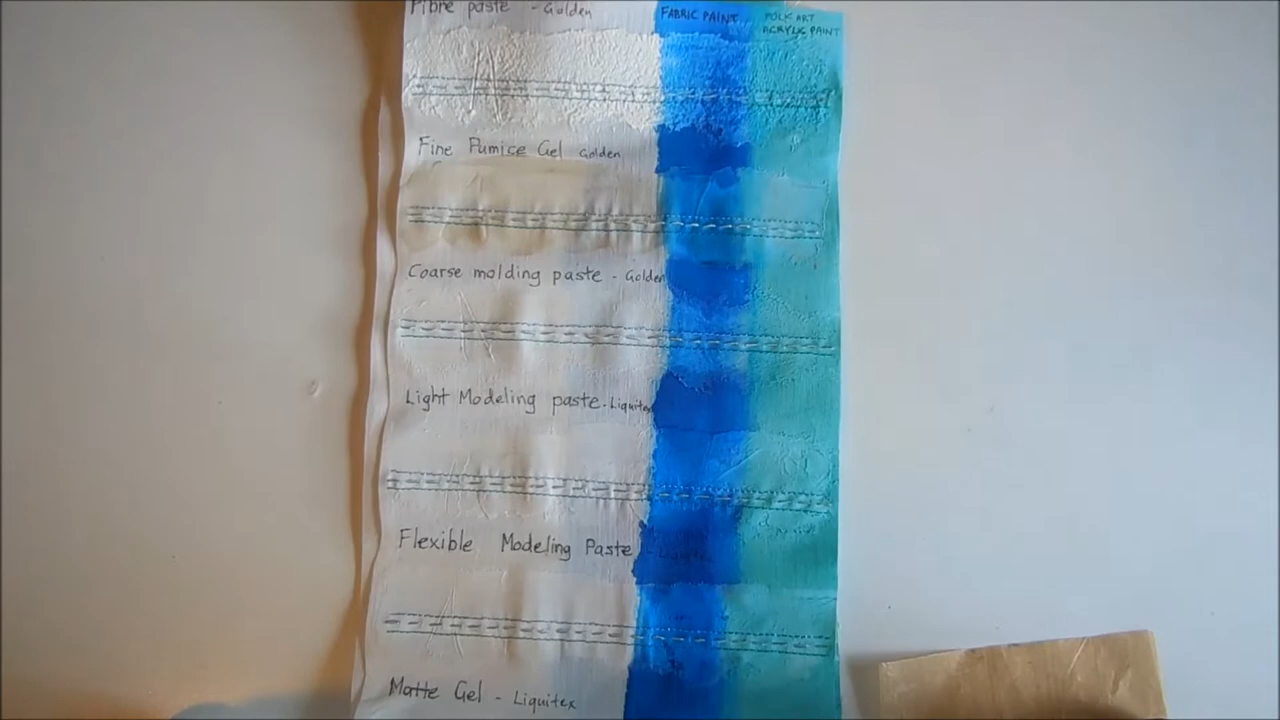 Fibre paste - Golden
FABRIC PAINT
FOLK ART
ACRYLIC PAINT
Fine Pumice Gel Golden
Coarse molding paste - Golden
Light Modeling paste - Liquitex
Flexible Modeling Paste - Liquitex
Matte Gel - Liquitex